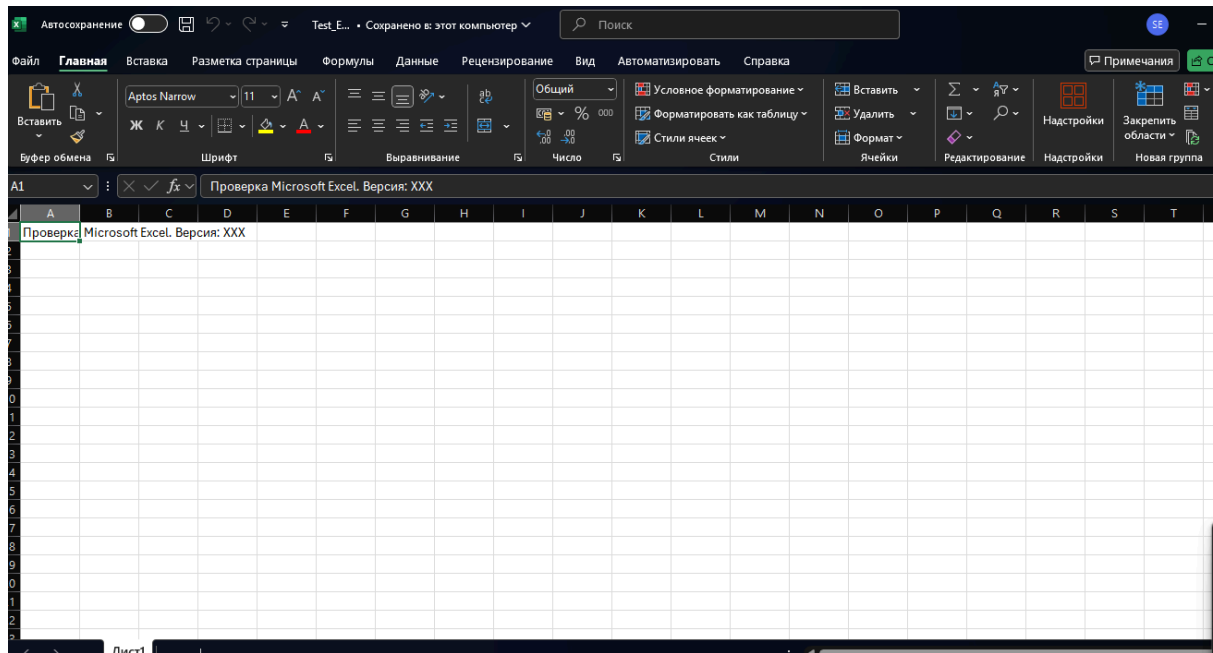 Автосохранение Test_E... • Сохранено в: этот компьютер Поиск SE
Файл Главная Вставка Разметка страницы Формулы Данные Рецензирование Вид Автоматизировать Справка Примечания
Вставить Aptos Narrow 11 Общий Условное форматирование Вставить
Ж К Ч % 000 Форматировать как таблицу Удалить Надстройки Закрепить области
Стили ячеек Формат
Буфер обмена Шрифт Выравнивание Число Стили Ячейки Редактирование Надстройки Новая группа
A1 fx Проверка Microsoft Excel. Версия: XXX
A B C D E F G H I J K L M N O P Q R S T
Проверка Microsoft Excel. Версия: XXX
Лист1